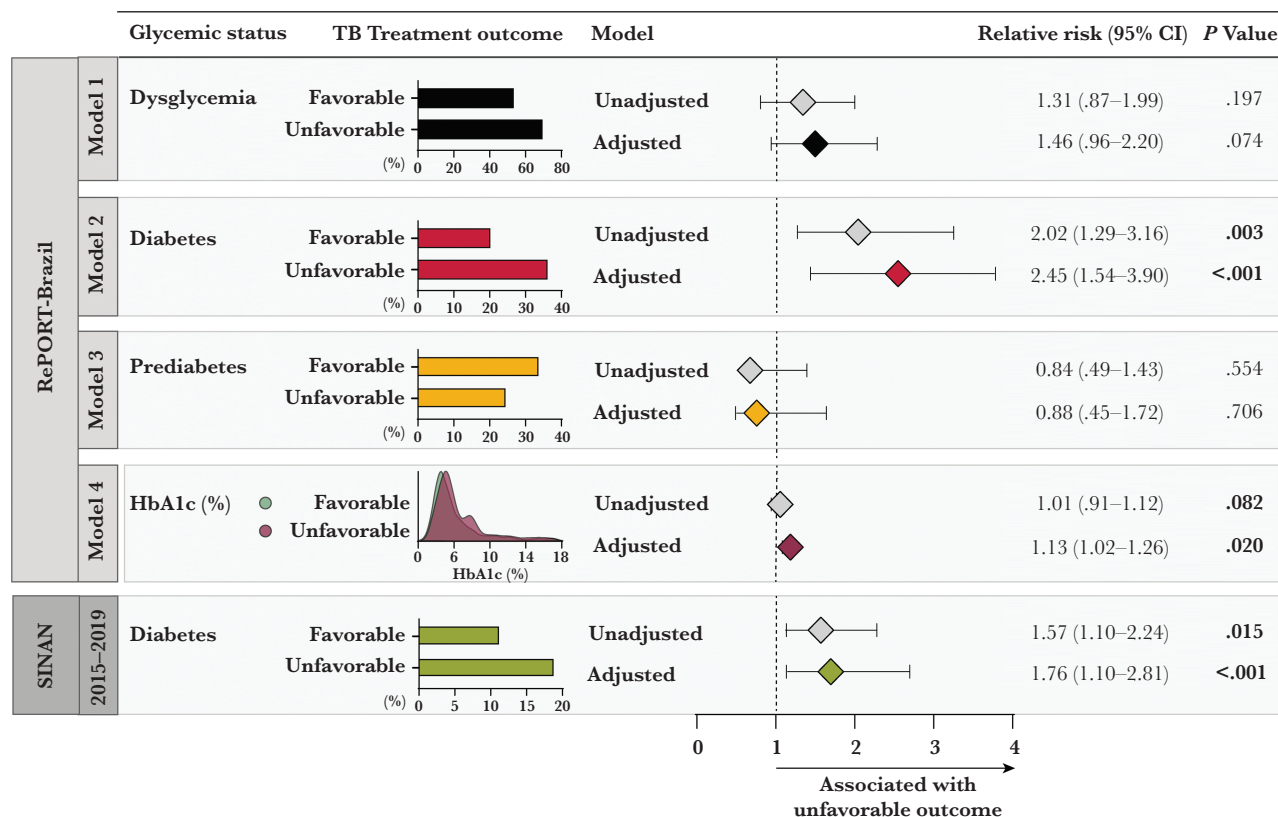 Glycemic status TB Treatment outcome Model Relative risk (95% CI) P Value
RePORT-Brazil
Model 1
Dysglycemia
Favorable
Unfavorable
(%) 0 20 40 60 80
Unadjusted 1.31 (.87–1.99) .197
Adjusted 1.46 (.96–2.20) .074
Model 2
Diabetes
Favorable
Unfavorable
(%) 0 10 20 30 40
Unadjusted 2.02 (1.29–3.16) .003
Adjusted 2.45 (1.54–3.90) <.001
Model 3
Prediabetes
Favorable
Unfavorable
(%) 0 10 20 30 40
Unadjusted 0.84 (.49–1.43) .554
Adjusted 0.88 (.45–1.72) .706
Model 4
HbA1c (%)
Favorable
Unfavorable
0 6 10 14 18
HbA1c (%)
Unadjusted 1.01 (.91–1.12) .082
Adjusted 1.13 (1.02–1.26) .020
SINAN
2015–2019
Diabetes
Favorable
Unfavorable
(%) 0 5 10 15 20
Unadjusted 1.57 (1.10–2.24) .015
Adjusted 1.76 (1.10–2.81) <.001
0 1 2 3 4
Associated with
unfavorable outcome